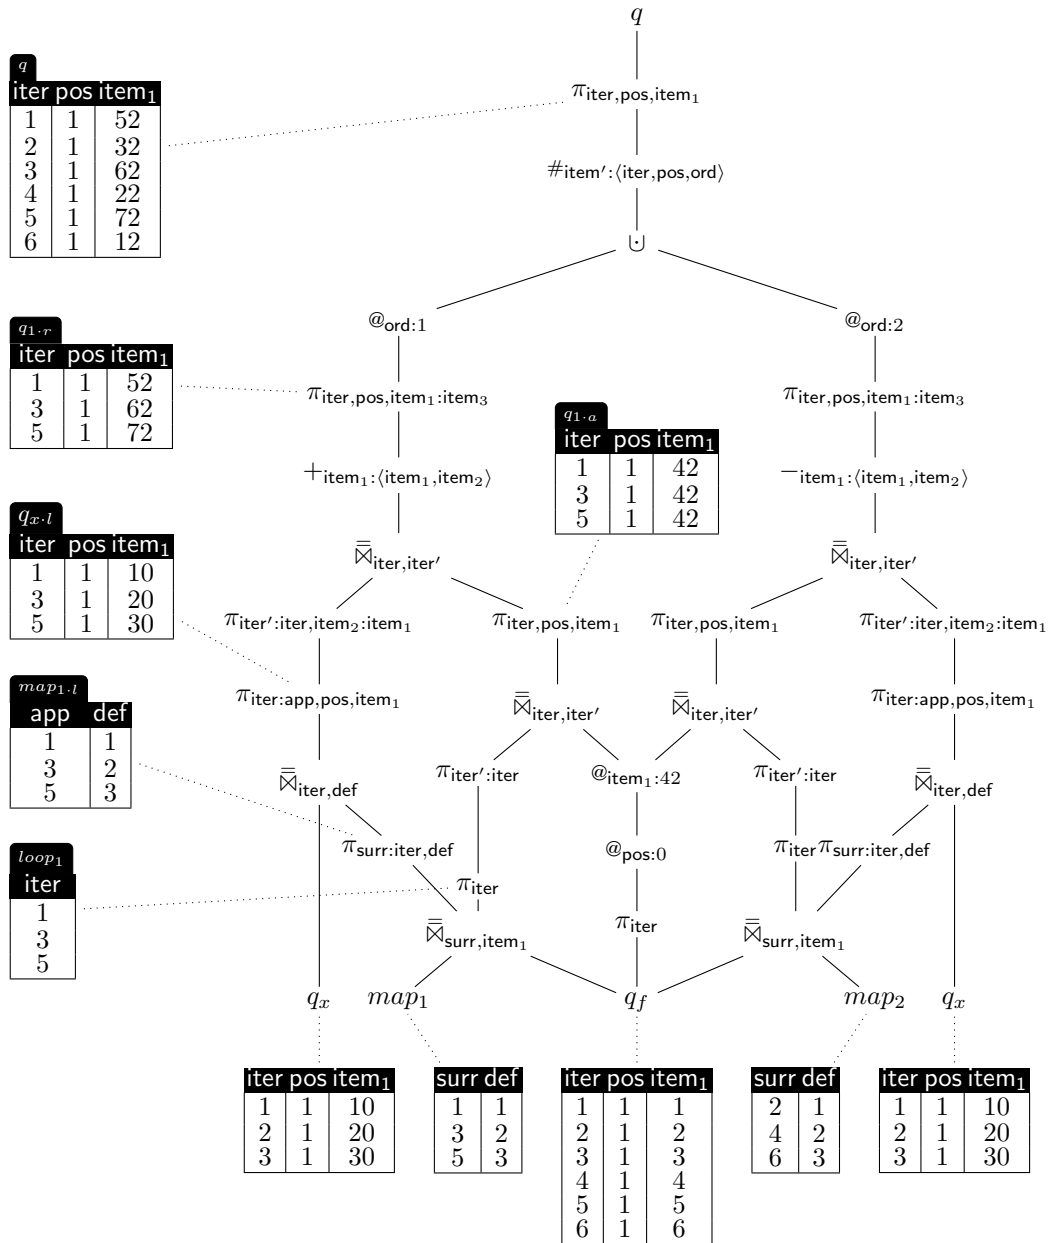 q
q
iter pos item₁
1 1 52
2 1 32
3 1 62
4 1 22
5 1 72
6 1 12
π iter,pos,item₁
# item′:⟨iter,pos,ord⟩
⊍
@ord:1
@ord:2
q₁·r
iter pos item₁
1 1 52
3 1 62
5 1 72
π iter,pos,item₁:item₃
π iter,pos,item₁:item₃
q₁·a
iter pos item₁
1 1 42
3 1 42
5 1 42
+ item₁:⟨item₁,item₂⟩
− item₁:⟨item₁,item₂⟩
q x·l
iter pos item₁
1 1 10
3 1 20
5 1 30
⋈̿ iter,iter′
⋈̿ iter,iter′
π iter′:iter,item₂:item₁
π iter,pos,item₁
π iter,pos,item₁
π iter′:iter,item₂:item₁
map₁·l
app def
1 1
3 2
5 3
π iter:app,pos,item₁
⋈̿ iter,iter′
⋈̿ iter,iter′
π iter:app,pos,item₁
⋈̿ iter,def
π iter′:iter
@item₁:42
π iter′:iter
⋈̿ iter,def
loop₁
iter
1
3
5
π surr:iter,def
@pos:0
π iter
π surr:iter,def
π iter
π iter
⋈̿ surr,item₁
⋈̿ surr,item₁
qₓ
map₁
q f
map₂
qₓ
iter pos item₁
1 1 10
2 1 20
3 1 30
surr def
1 1
3 2
5 3
iter pos item₁
1 1 1
2 1 2
3 1 3
4 1 4
5 1 5
6 1 6
surr def
2 1
4 2
6 3
iter pos item₁
1 1 10
2 1 20
3 1 30